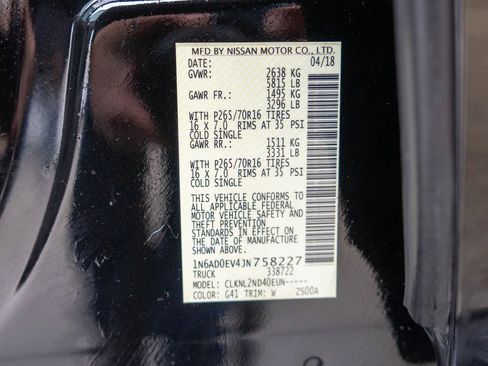 MFD BY NISSAN MOTOR CO., LTD.
DATE: 04/18
GVWR: 2638 KG
5815 LB
GAWR FR.: 1495 KG
3296 LB
WITH P265/70R16 TIRES
16 X 7.0 RIMS AT 35 PSI
COLD SINGLE
GAWR RR.: 1511 KG
3331 LB
WITH P265/70R16 TIRES
16 X 7.0 RIMS AT 35 PSI
COLD SINGLE
THIS VEHICLE CONFORMS TO
ALL APPLICABLE FEDERAL
MOTOR VEHICLE SAFETY AND
THEFT PREVENTION
STANDARDS IN EFFECT ON
THE DATE OF MANUFACTURE
SHOWN ABOVE.
1N6AD0EV4JN758227
TRUCK 338722
MODEL: CLKNL2ND40EUN-----
COLOR: G41 TRIM: W 2S00A